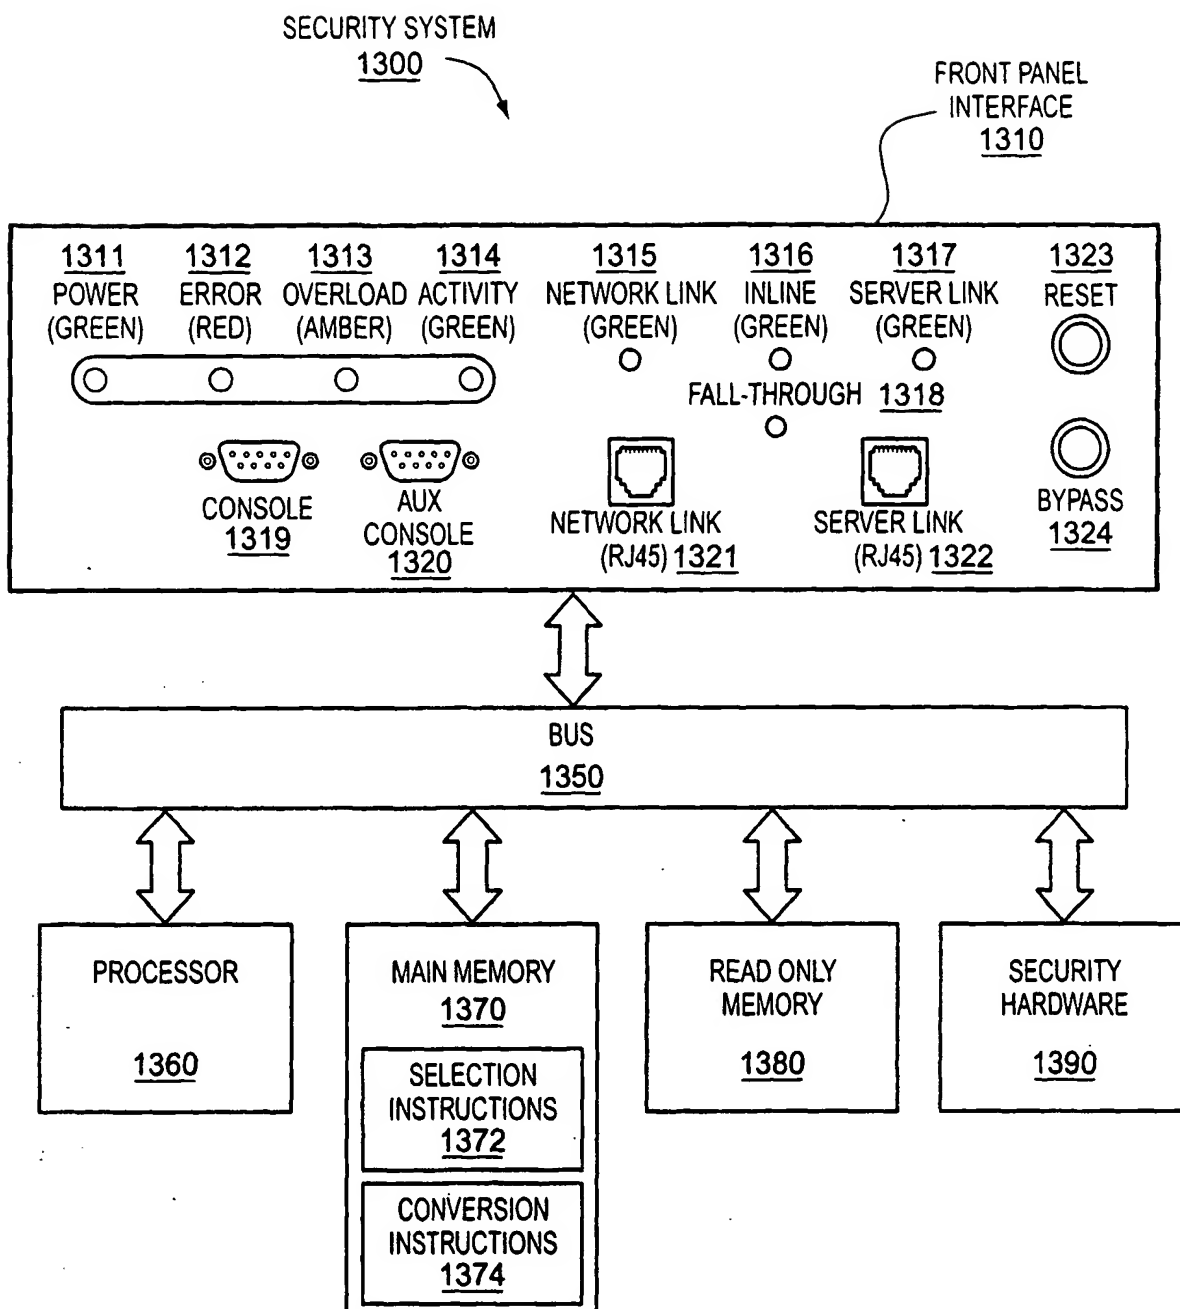 SECURITY SYSTEM
1300
FRONT PANEL
INTERFACE
1310
1311 1312 1313 1314 1315 1316 1317 1323
POWER ERROR OVERLOAD ACTIVITY NETWORK LINK INLINE SERVER LINK RESET
(GREEN) (RED) (AMBER) (GREEN) (GREEN) (GREEN) (GREEN)
FALL-THROUGH 1318
CONSOLE
1319
AUX
CONSOLE
1320
NETWORK LINK
(RJ45) 1321
SERVER LINK
(RJ45) 1322
BYPASS
1324
BUS
1350
PROCESSOR
1360
MAIN MEMORY
1370
SELECTION
INSTRUCTIONS
1372
CONVERSION
INSTRUCTIONS
1374
READ ONLY
MEMORY
1380
SECURITY
HARDWARE
1390